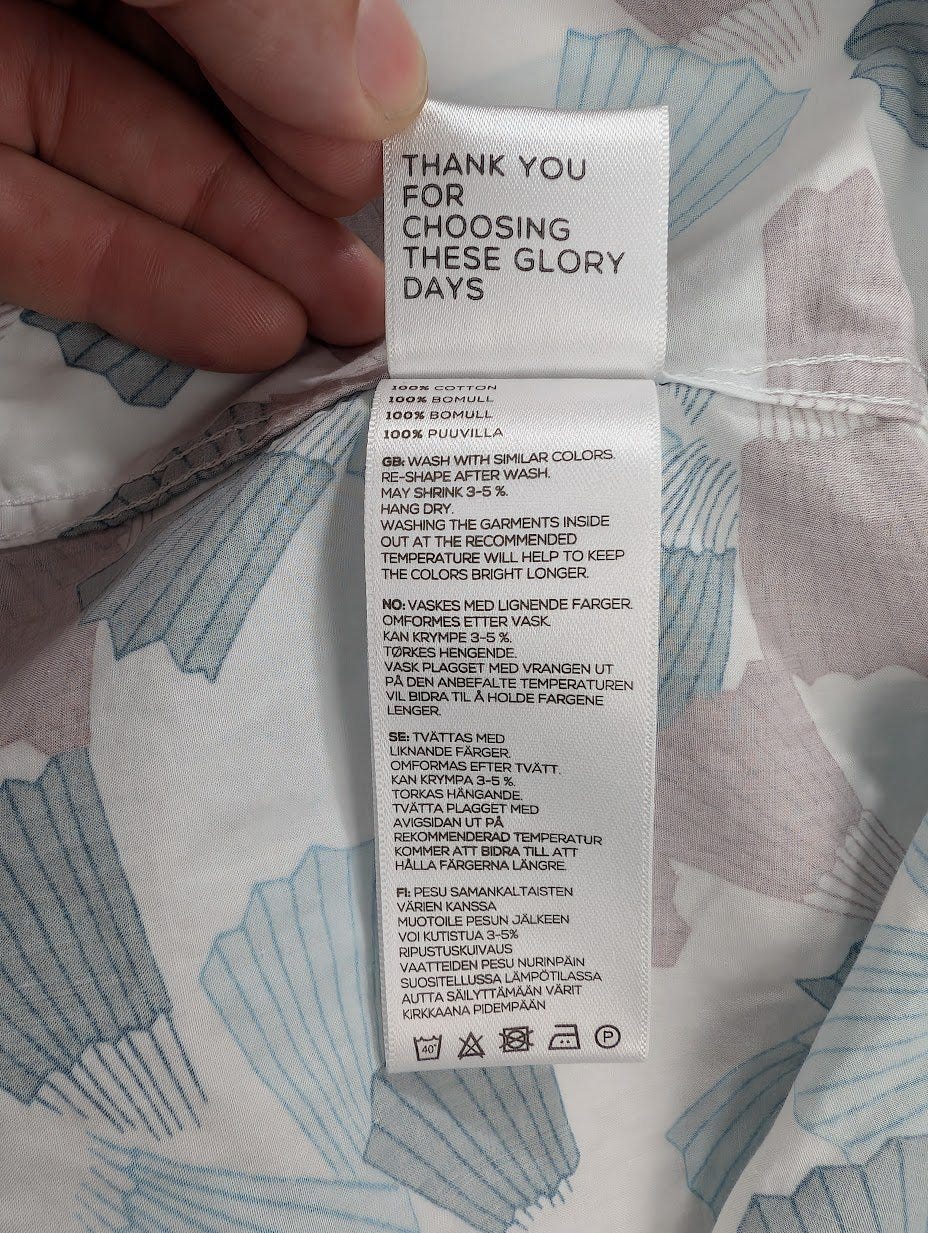 THANK YOU
FOR
CHOOSING
THESE GLORY
DAYS
100% COTTON
100% BOMULL
100% BOMULL
100% PUUVILLA
GB: WASH WITH SIMILAR COLORS.
RE-SHAPE AFTER WASH.
MAY SHRINK 3-5 %.
HANG DRY.
WASHING THE GARMENTS INSIDE
OUT AT THE RECOMMENDED
TEMPERATURE WILL HELP TO KEEP
THE COLORS BRIGHT LONGER.
NO: VASKES MED LIGNENDE FARGER.
OMFORMES ETTER VASK.
KAN KRYMPE 3-5 %.
TØRKES HENGENDE.
VASK PLAGGET MED VRANGEN UT
PÅ DEN ANBEFALTE TEMPERATUREN
VIL BIDRA TIL Å HOLDE FARGENE
LENGER.
SE: TVÄTTAS MED
LIKNANDE FÄRGER.
OMFORMAS EFTER TVÄTT.
KAN KRYMPA 3-5 %.
TORKAS HÄNGANDE.
TVÄTTA PLAGGET MED
AVIGSIDAN UT PÅ
REKOMMENDERAD TEMPERATUR
KOMMER ATT BIDRA TILL ATT
HÅLLA FÄRGERNA LÄNGRE.
FI: PESU SAMANKALTAISTEN
VÄRIEN KANSSA
MUOTOILE PESUN JÄLKEEN
VOI KUTISTUA 3-5%
RIPUSTUSKUIVAUS
VAATTEIDEN PESU NURINPÄIN
SUOSITELLUSSA LÄMPÖTILASSA
AUTTA SÄILYTTÄMÄÄN VÄRIT
KIRKKAANA PIDEMPÄÄN
40° P